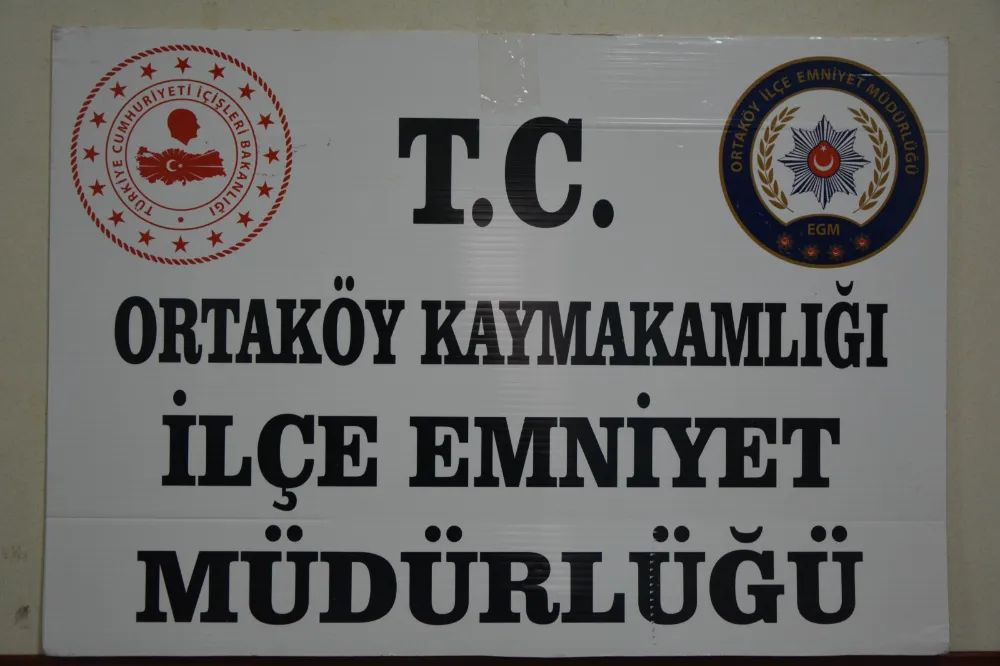 TÜRKİYE CUMHURİYETİ İÇİŞLERİ BAKANLIĞI
ORTAKÖY İLÇE EMNİYET MÜDÜRLÜĞÜ
EGM
T.C.
ORTAKÖY KAYMAKAMLIĞI
İLÇE EMNİYET
MÜDÜRLÜĞÜ